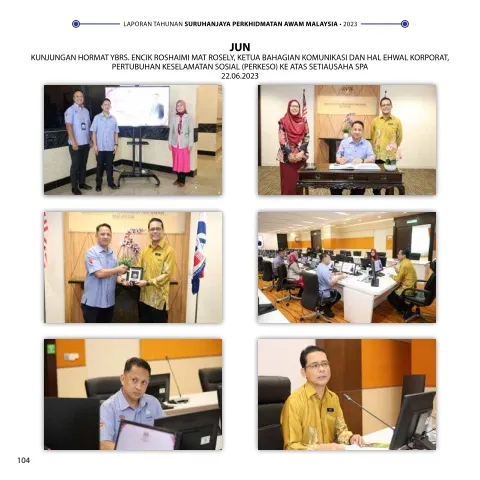 LAPORAN TAHUNAN SURUHANJAYA PERKHIDMATAN AWAM MALAYSIA • 2023
JUN
KUNJUNGAN HORMAT YBRS. ENCIK ROSHAIMI MAT ROSELY, KETUA BAHAGIAN KOMUNIKASI DAN HAL EHWAL KORPORAT,
PERTUBUHAN KESELAMATAN SOSIAL (PERKESO) KE ATAS SETIAUSAHA SPA
22.06.2023
104